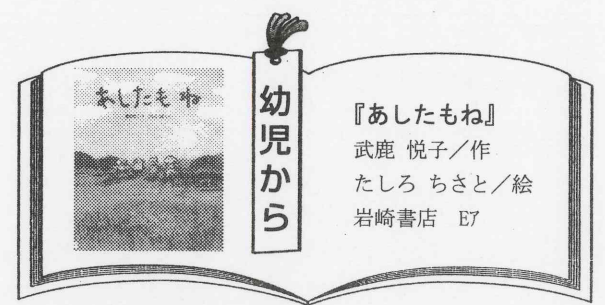 あしたもね
幼児から
『あしたもね』
武鹿 悦子／作
たしろ ちさと／絵
岩崎書店 E7